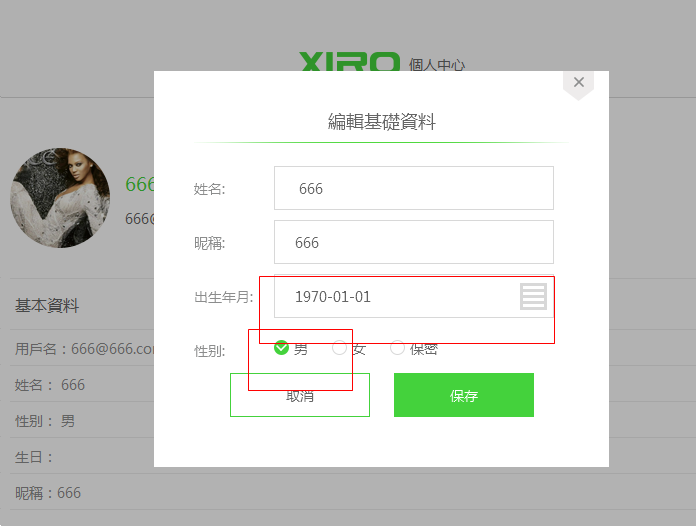 XIRO 個人中心
編輯基礎資料
姓名: 666
昵稱: 666
出生年月: 1970-01-01
性別: 男 女 保密
取消 保存
666
666@
基本資料
用戶名：666@666.com
姓名： 666
性別： 男
生日：
昵稱：666